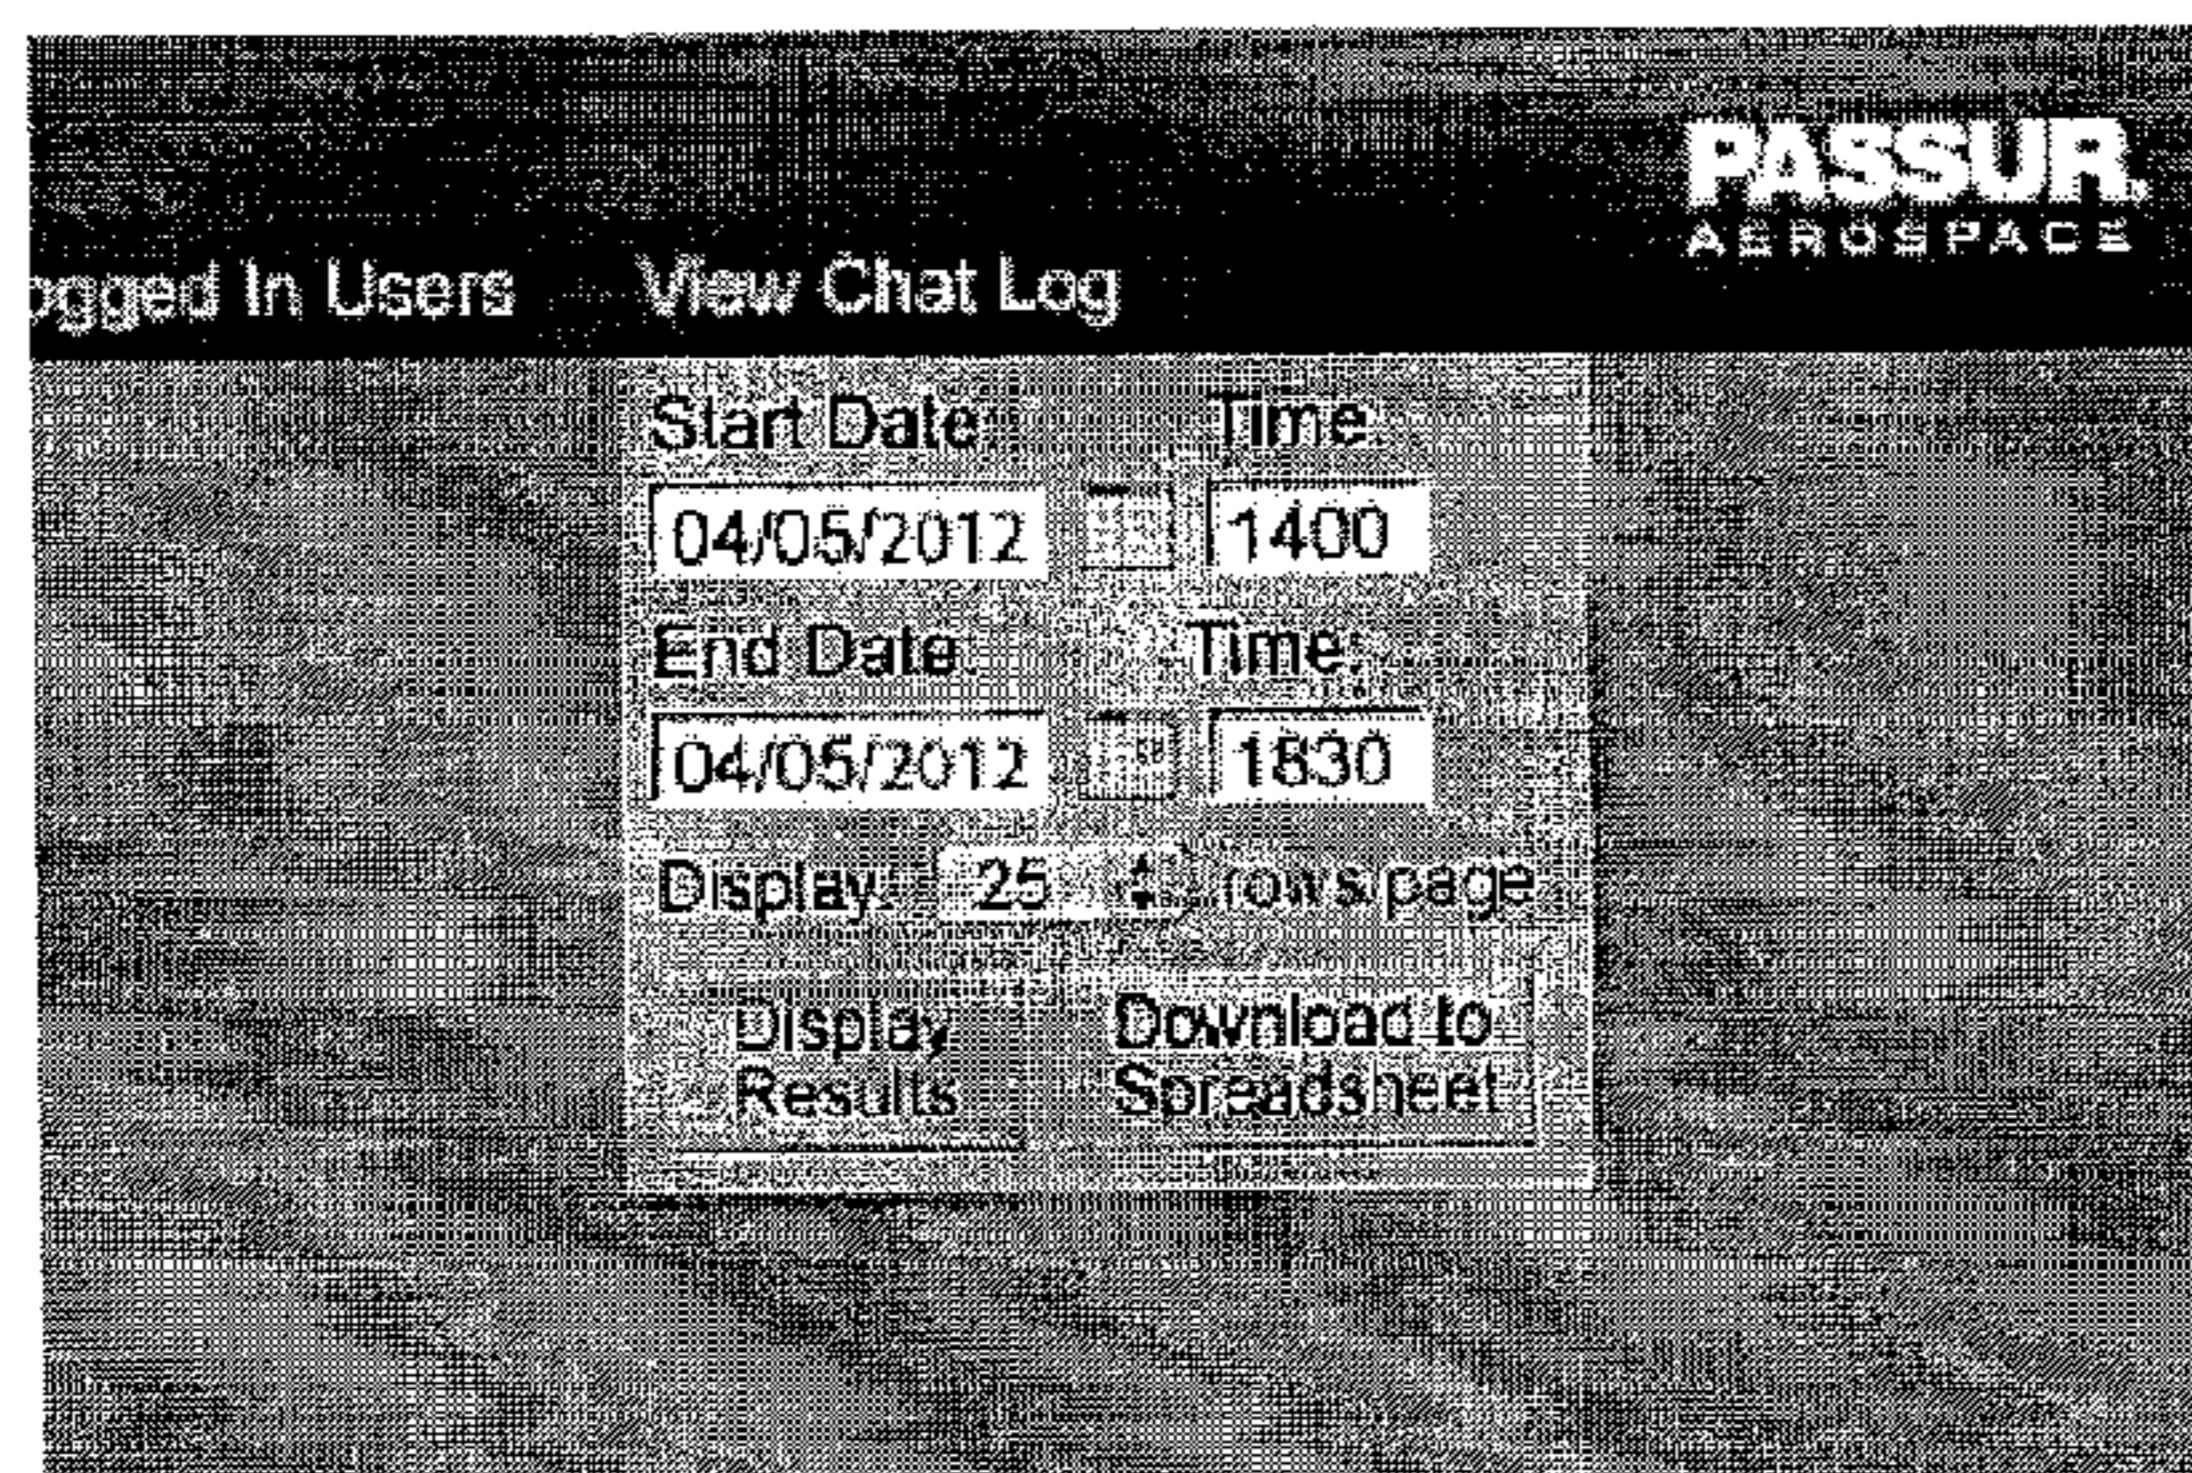 PASSUR.
AEROSPACE
ogged In Users View Chat Log
Start Date: Time:
04/05/2012 1400
End Date: Time:
04/05/2012
Display: 25 rows page
Display Results
Download to Spreadsheet